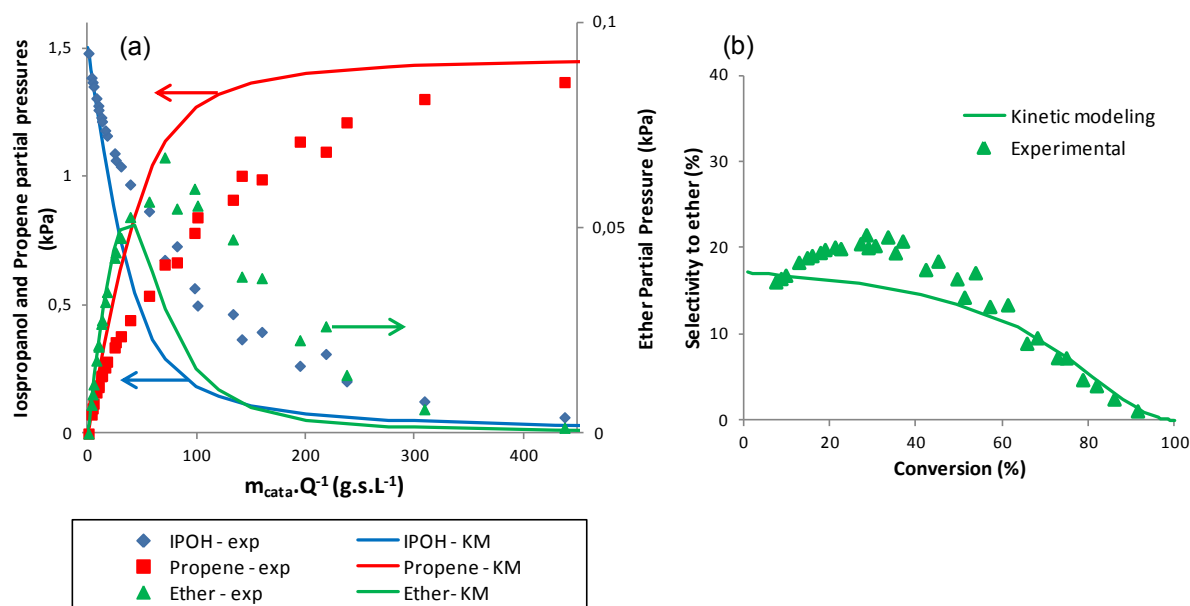 (a)
0,1
1,5
1
0,5
0
0,05
0
0
100
200
300
400
Isopropanol and Propene partial pressures
(kPa)
Ether Partial Pressure (kPa)
mcata.Q-1 (g.s.L-1)
IPOH - exp
IPOH - KM
Propene - exp
Propene - KM
Ether - exp
Ether- KM
(b)
40
30
20
10
0
0
20
40
60
80
100
Kinetic modeling
Experimental
Selectivity to ether (%)
Conversion (%)